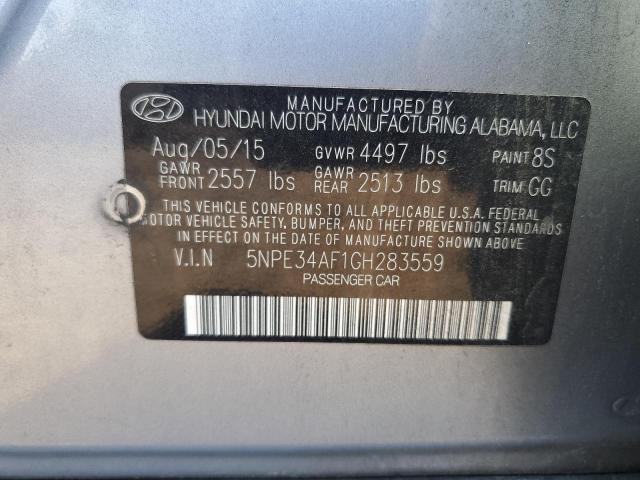 MANUFACTURED BY
HYUNDAI MOTOR MANUFACTURING ALABAMA, LLC
Aug/05/15 GVWR 4497 lbs PAINT 8S
GAWR FRONT 2557 lbs GAWR REAR 2513 lbs TRIM GG
THIS VEHICLE CONFORMS TO ALL APPLICABLE U.S.A. FEDERAL
MOTOR VEHICLE SAFETY, BUMPER, AND THEFT PREVENTION STANDARDS
IN EFFECT ON THE DATE OF MANUFACTURE SHOWN ABOVE.
V.I.N 5NPE34AF1GH283559
PASSENGER CAR